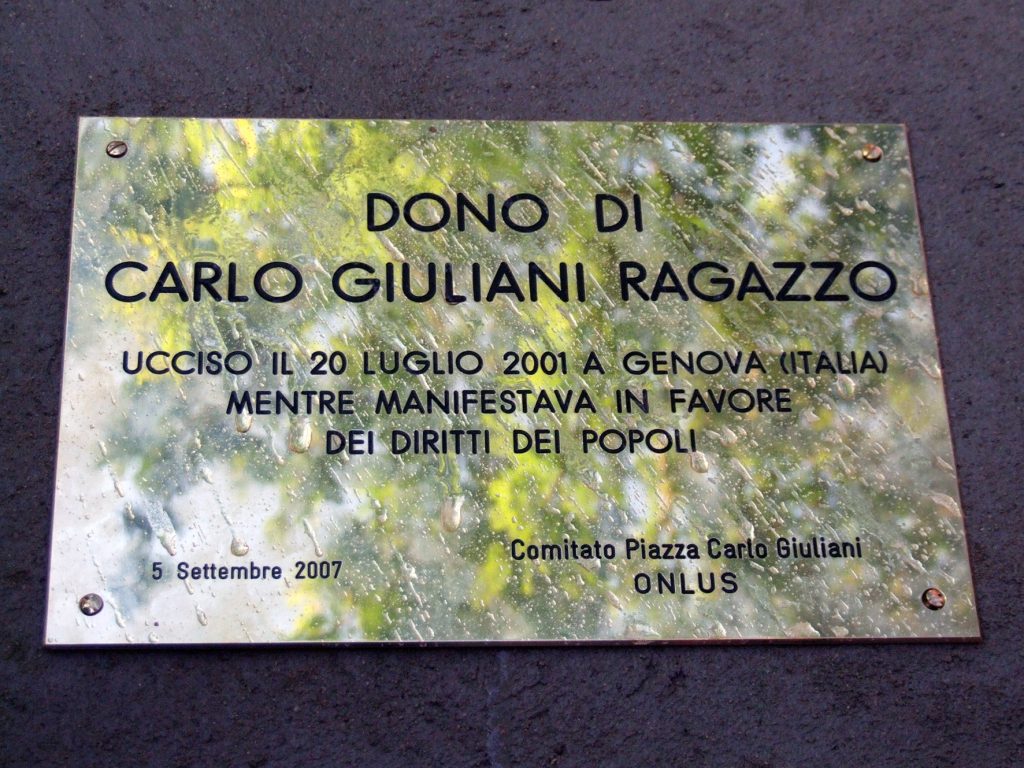 DONO DI
CARLO GIULIANI RAGAZZO
UCCISO IL 20 LUGLIO 2001 A GENOVA (ITALIA)
MENTRE MANIFESTAVA IN FAVORE
DEI DIRITTI DEI POPOLI
Comitato Piazza Carlo Giuliani
5 Settembre 2007
ONLUS